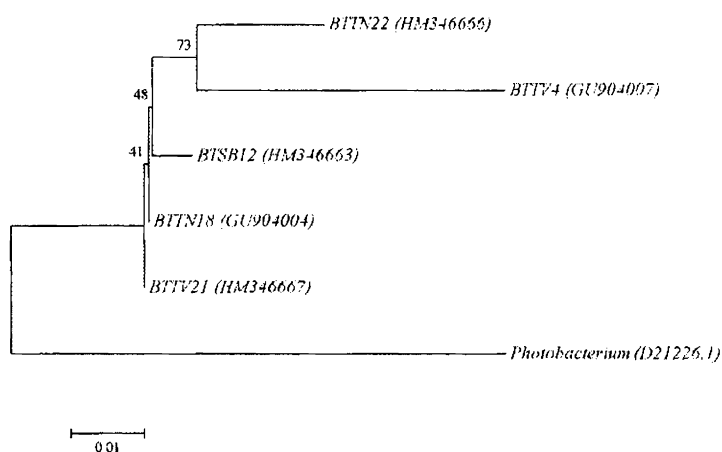 BTTN22 (HM346666)
73
BTTV4 (GU904007)
48
BTSB12 (HM346663)
41
BTTN18 (GU904004)
BTTV21 (HM346667)
Photobacterium (D21226.1)
0.01